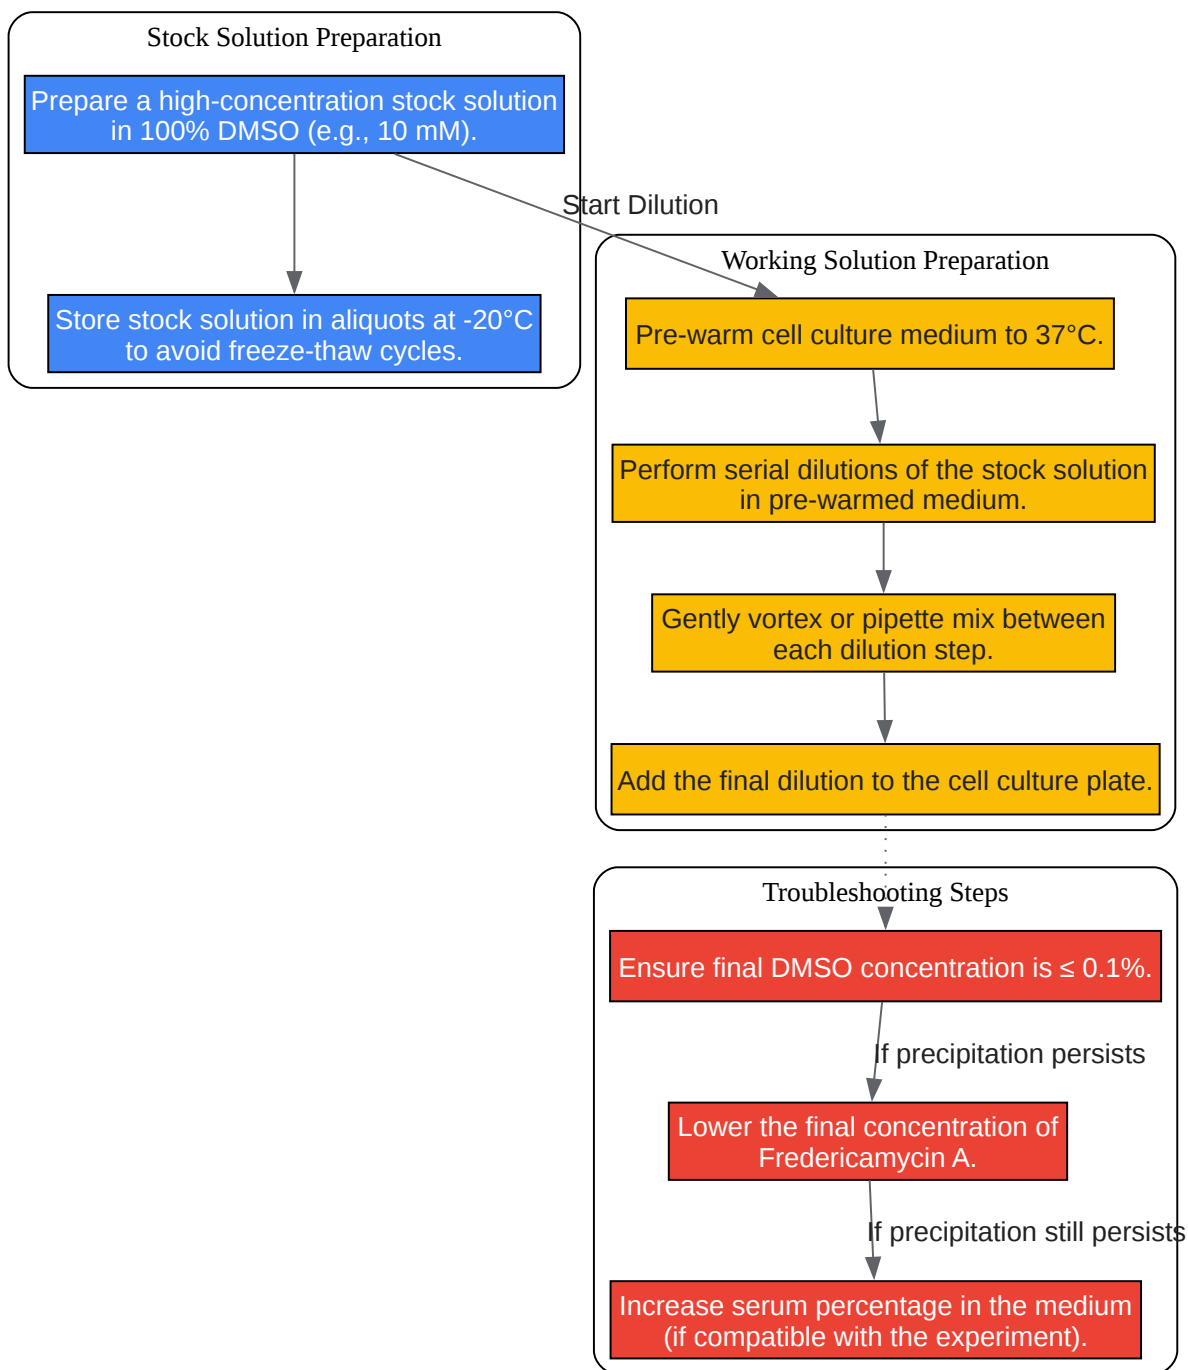 Stock Solution Preparation
Prepare a high-concentration stock solution
in 100% DMSO (e.g., 10 mM).
Start Dilution
Store stock solution in aliquots at -20°C
to avoid freeze-thaw cycles.
Working Solution Preparation
Pre-warm cell culture medium to 37°C.
Perform serial dilutions of the stock solution
in pre-warmed medium.
Gently vortex or pipette mix between
each dilution step.
Add the final dilution to the cell culture plate.
Troubleshooting Steps
Ensure final DMSO concentration is ≤ 0.1%.
If precipitation persists
Lower the final concentration of
Fredericamycin A.
If precipitation still persists
Increase serum percentage in the medium
(if compatible with the experiment).